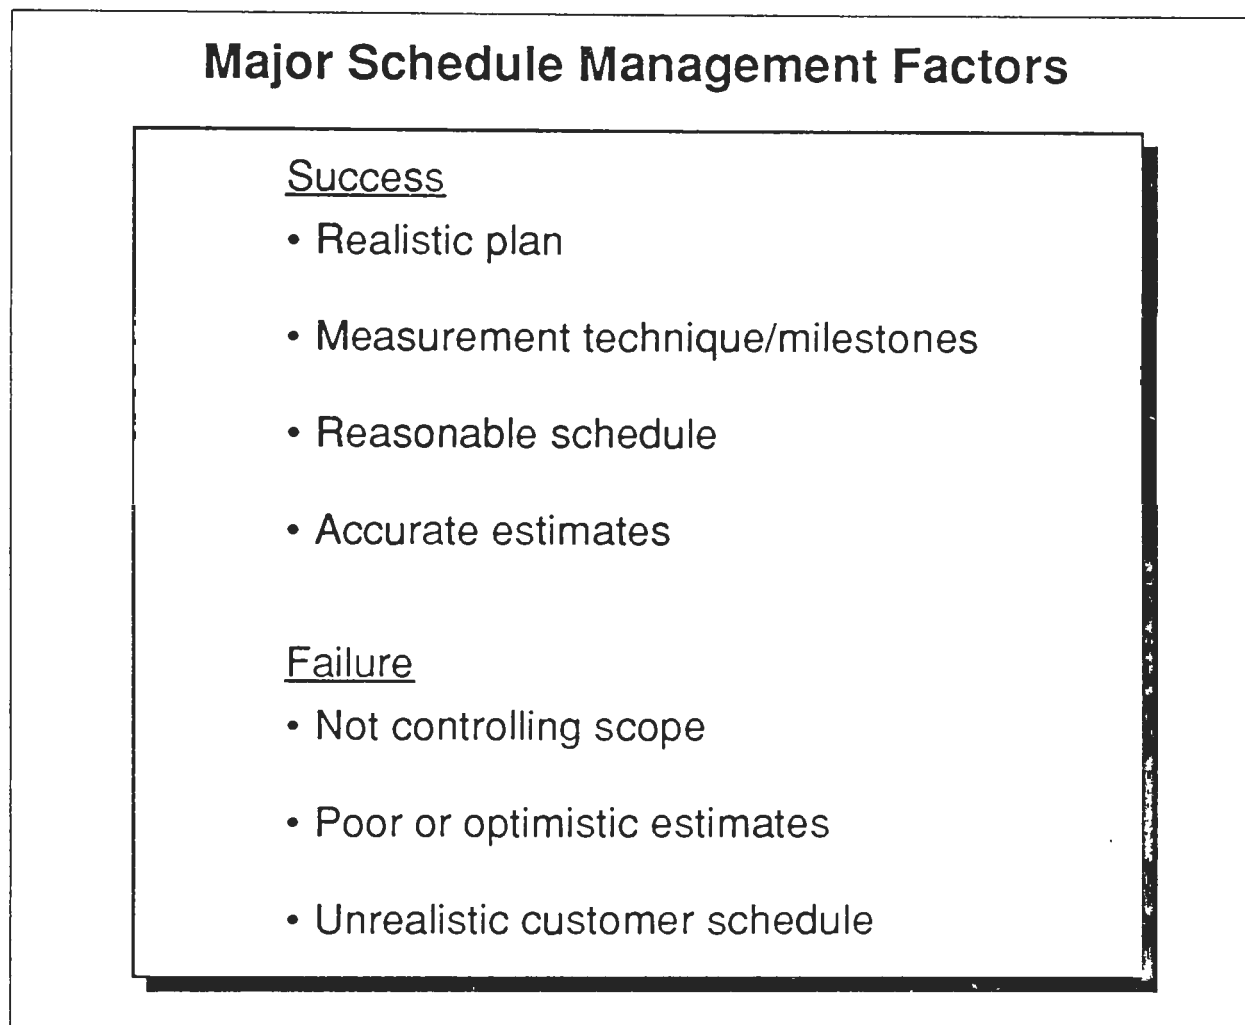 Major Schedule Management Factors
Success
• Realistic plan
• Measurement technique/milestones
• Reasonable schedule
• Accurate estimates
Failure
• Not controlling scope
• Poor or optimistic estimates
• Unrealistic customer schedule